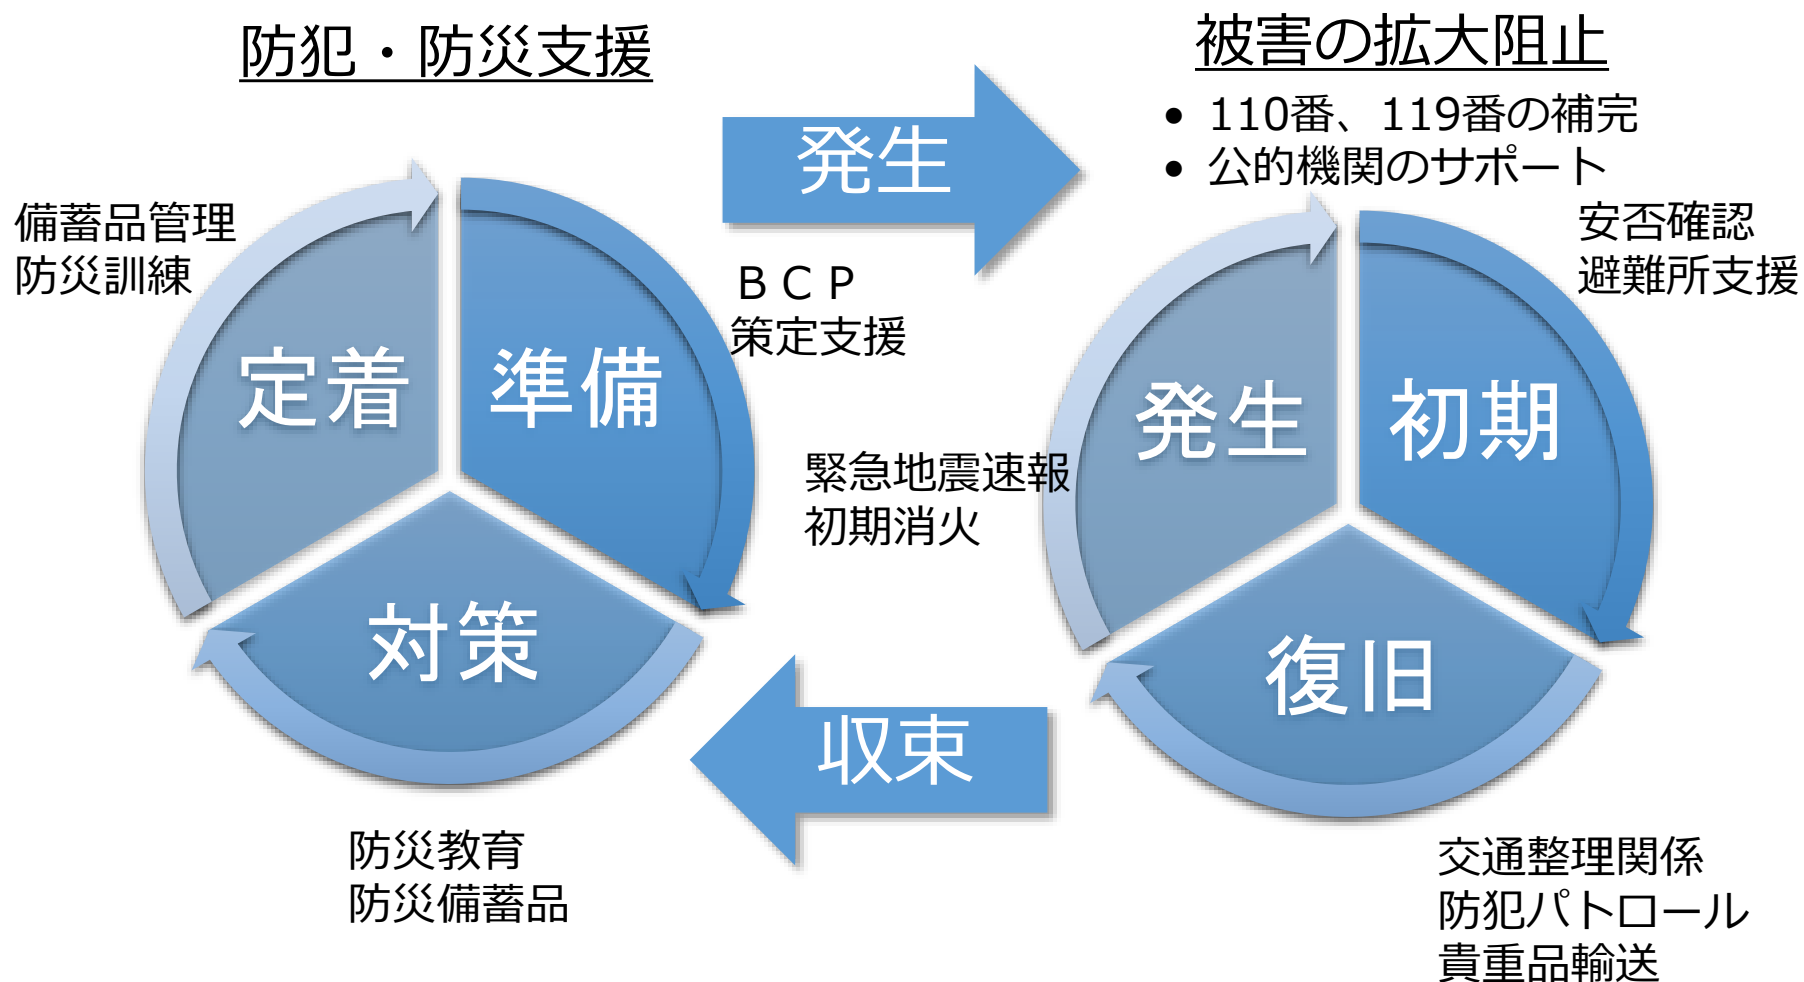 防犯・防災支援
被害の拡大阻止
• 110番、119番の補完
• 公的機関のサポート
発生
備蓄品管理
防災訓練
ＢＣＰ
策定支援
安否確認
避難所支援
定着
準備
対策
緊急地震速報
初期消火
発生
初期
復旧
収束
防災教育
防災備蓄品
交通整理関係
防犯パトロール
貴重品輸送